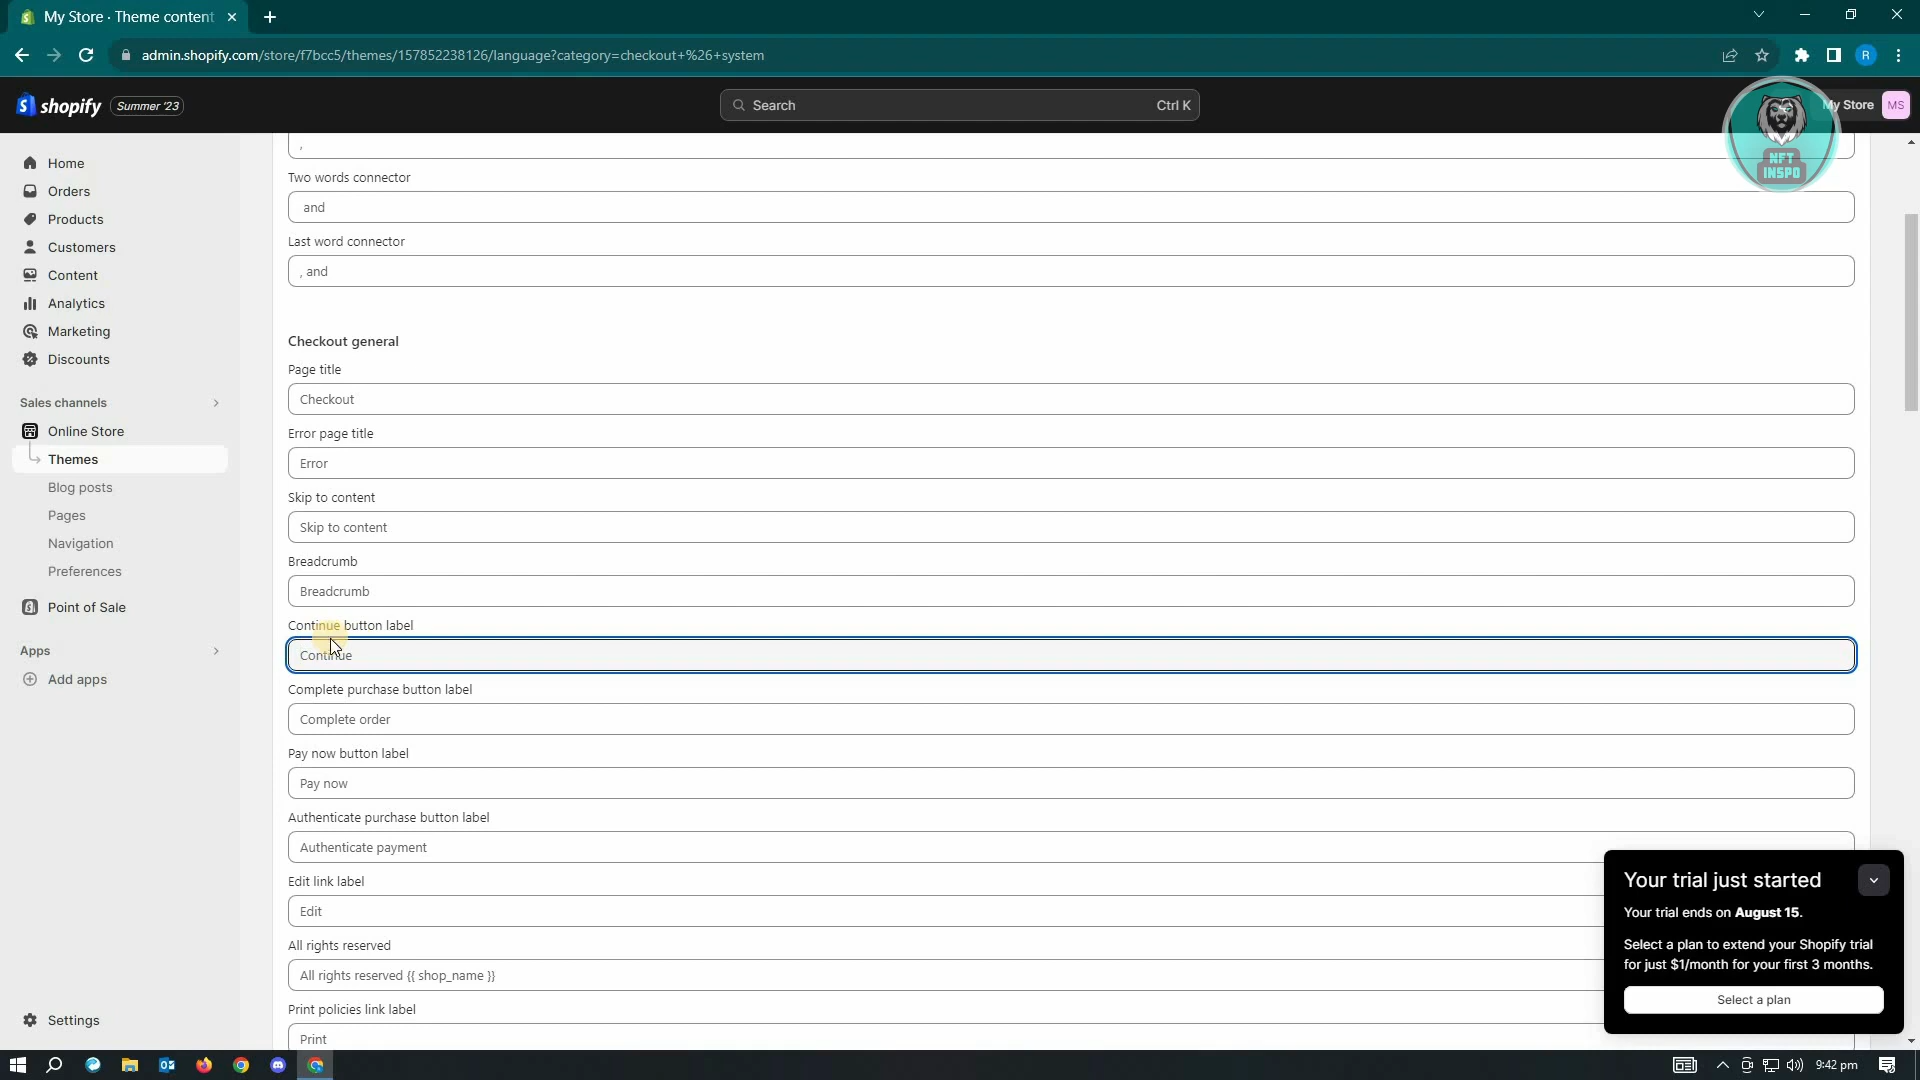 My Store · Theme content
admin.shopify.com/store/f7bcc5/themes/157852238126/language?category=checkout+%26+system
R
shopify
Summer '23
Search
Ctrl K
My Store
MS
NFT
INSPO
Home
Orders
Products
Customers
Content
Analytics
Marketing
Discounts
Sales channels
Online Store
Themes
Blog posts
Pages
Navigation
Preferences
Point of Sale
Apps
Add apps
Settings
,
Two words connector
and
Last word connector
, and
Checkout general
Page title
Checkout
Error page title
Error
Skip to content
Skip to content
Breadcrumb
Breadcrumb
Continue button label
Continue
Complete purchase button label
Complete order
Pay now button label
Pay now
Authenticate purchase button label
Authenticate payment
Edit link label
Edit
All rights reserved
All rights reserved {{ shop_name }}
Print policies link label
Print
Your trial just started
Your trial ends on August 15.
Select a plan to extend your Shopify trial
for just $1/month for your first 3 months.
Select a plan
9:42 pm